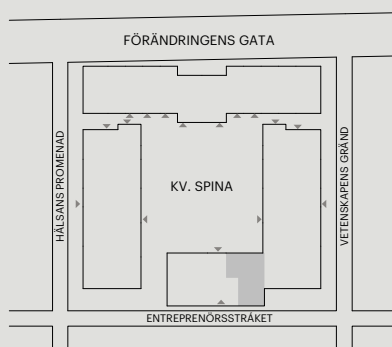 FÖRÄNDRINGENS GATA
HÄLSANS PROMENAD
KV. SPINA
VETENSKAPENS GRÄND
ENTREPRENÖRSSTRÅKET